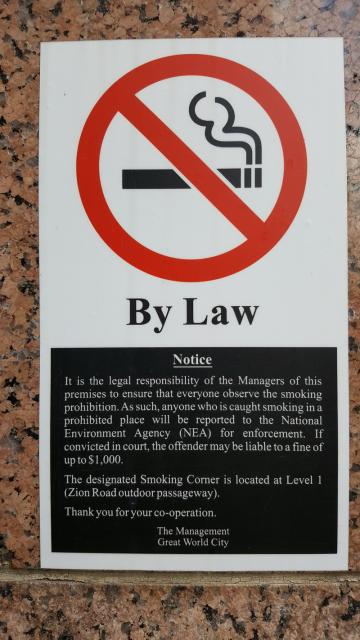 By Law
Notice
It is the legal responsibility of the Managers of this
premises to ensure that everyone observe the smoking
prohibition. As such, anyone who is caught smoking in a
prohibited place will be reported to the National
Environment Agency (NEA) for enforcement. If
convicted in court, the offender may be liable to a fine of
up to $1,000.
The designated Smoking Corner is located at Level 1
(Zion Road outdoor passageway).
Thank you for your co-operation.
The Management
Great World City